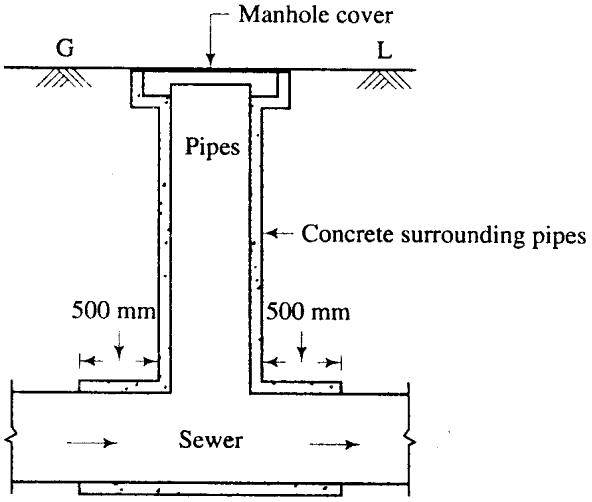 Manhole cover
G
L
Pipes
Concrete surrounding pipes
500 mm
500 mm
Sewer